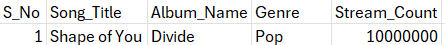 S_No Song_Title Album_Name Genre Stream_Count
1 Shape of You Divide Pop 10000000